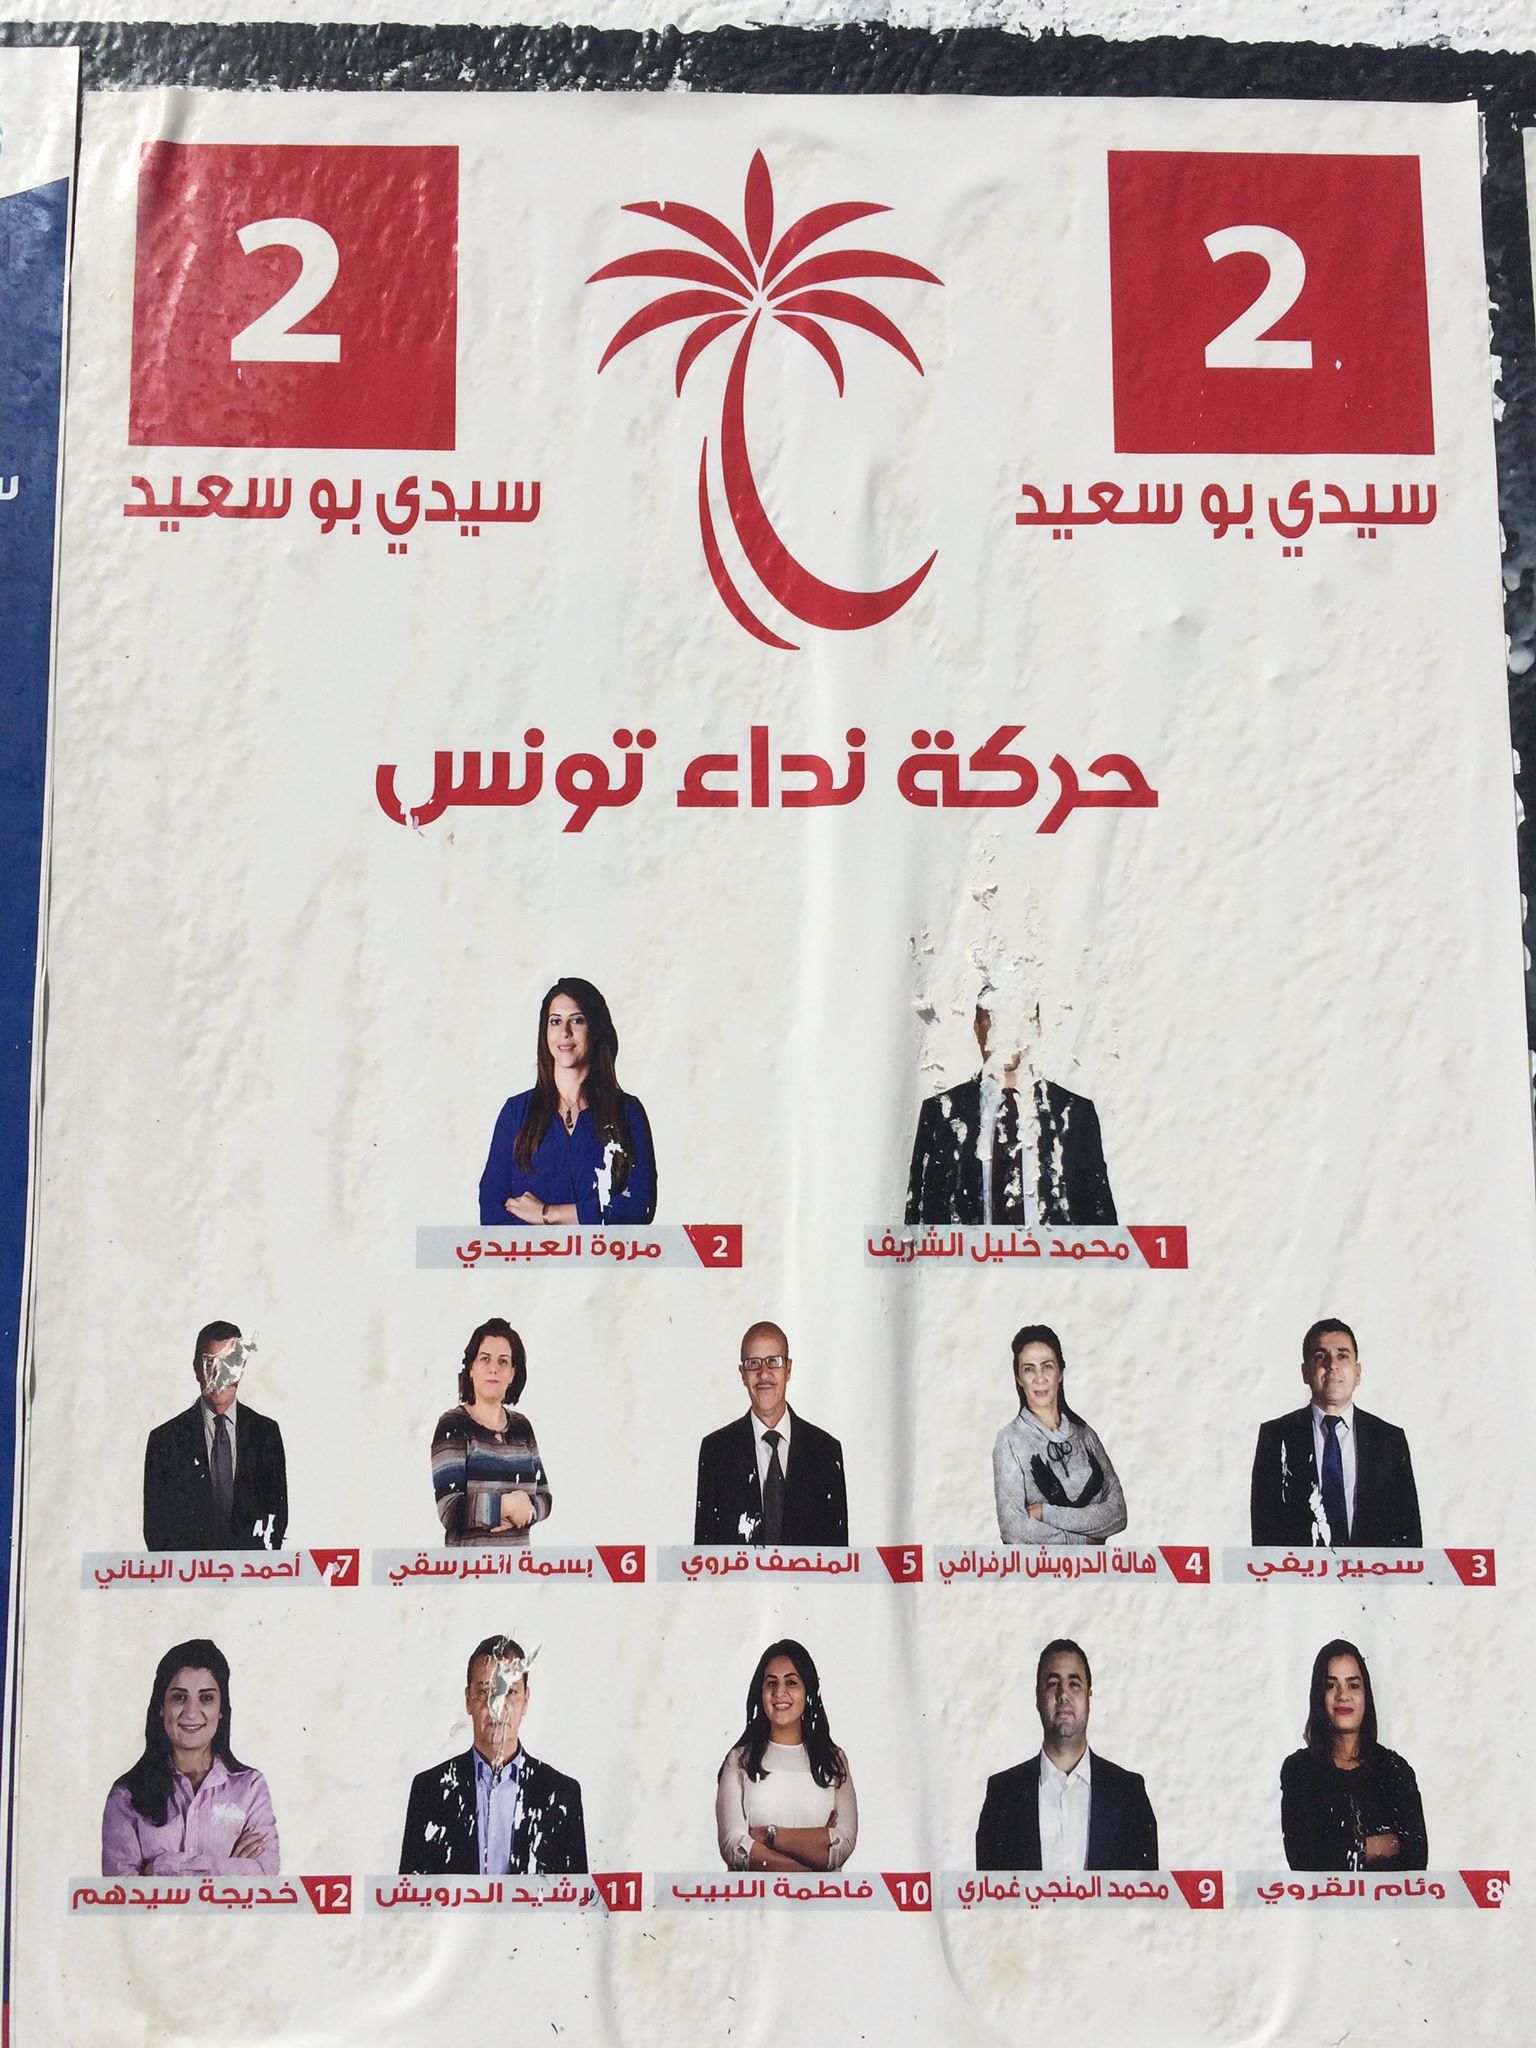 2
2
سيدي بو سعيد
سيدي بو سعيد
حركة نداء تونس
1 محمد خليل الشريف
2 مروة العبيدي
3 سمير ريفي
4 هالة الدرويش الرفرافي
5 المنصف قروي
6 بسمة التبرسقي
7 أحمد جلال البناني
8 وئام القروي
9 محمد المنجي غماري
10 فاطمة اللبيب
11 رشيد الدرويش
12 خديجة سيدهم